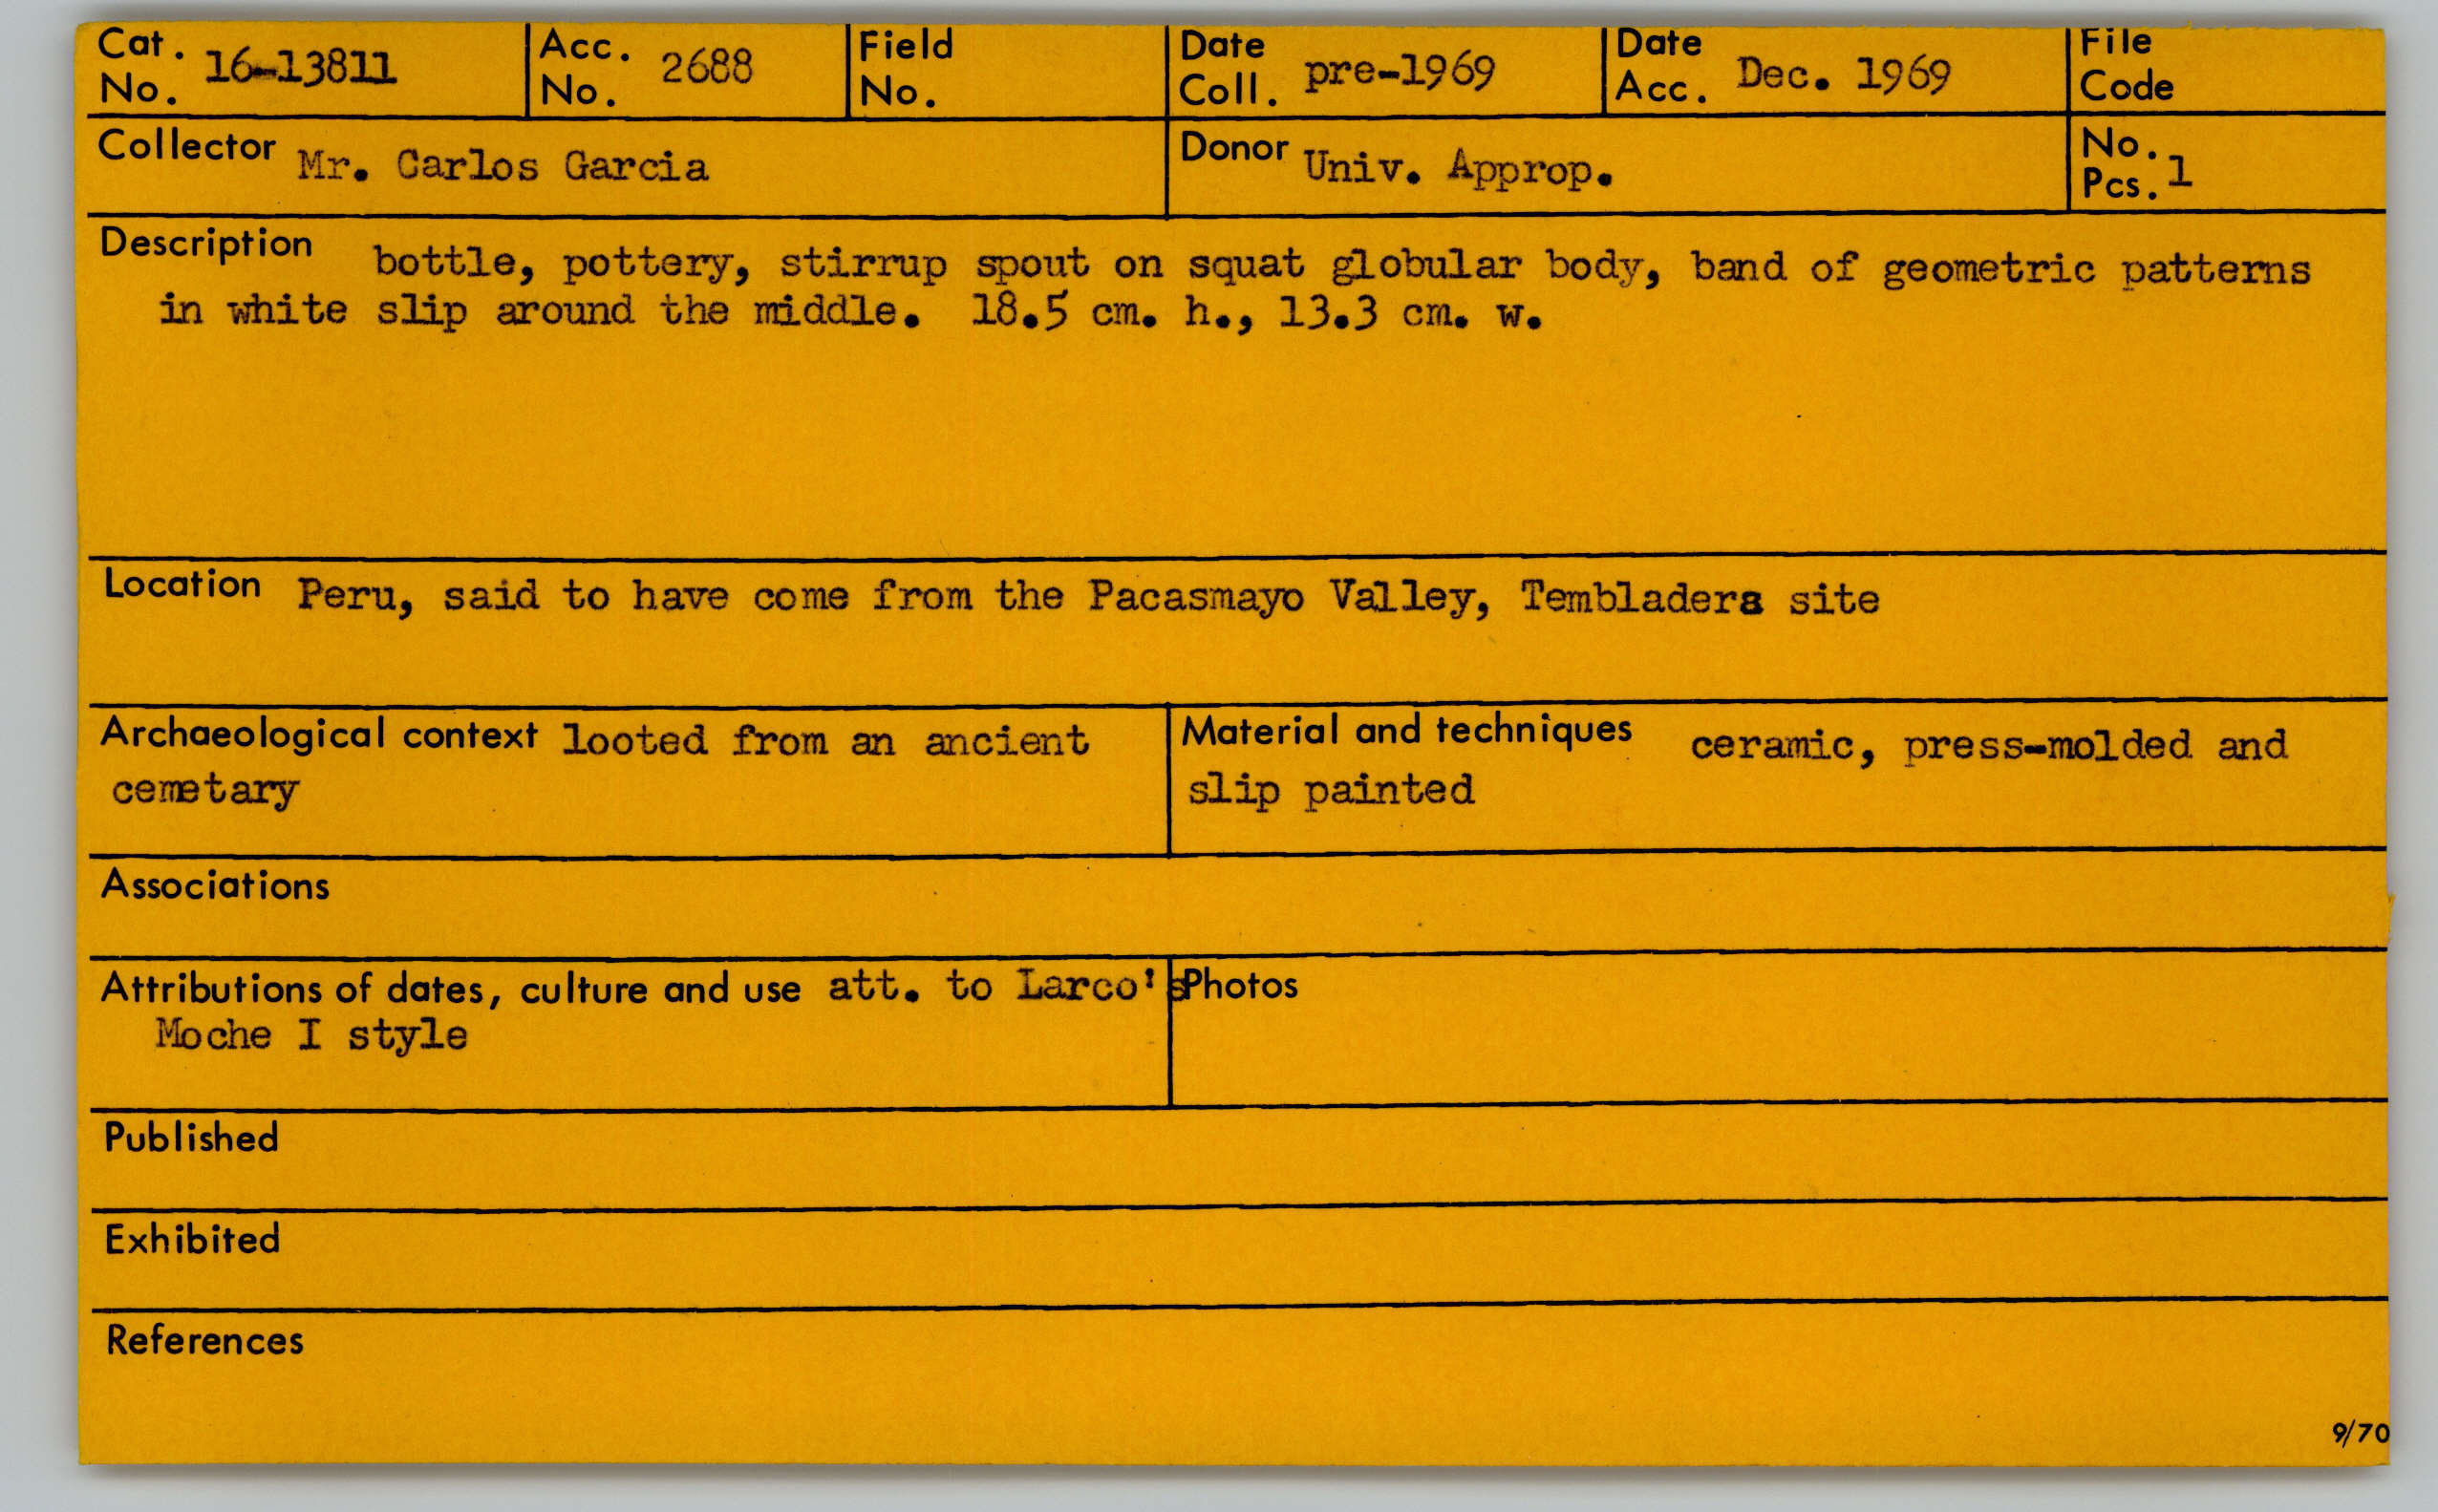 Cat. No. 16-13811 Acc. No. 2688 Field No. Date Coll. pre-1969 Date Acc. Dec. 1969 File Code
Collector Mr. Carlos Garcia Donor Univ. Approp. No. Pcs. 1
Description bottle, pottery, stirrup spout on squat globular body, band of geometric patterns
in white slip around the middle. 18.5 cm. h., 13.3 cm. w.
Location Peru, said to have come from the Pacasmayo Valley, Tembladera site
Archaeological context looted from an ancient
cemetary
Material and techniques ceramic, press-molded and
slip painted
Associations
Attributions of dates, culture and use att. to Larco's
Moche I style
Photos
Published
Exhibited
References
9/70